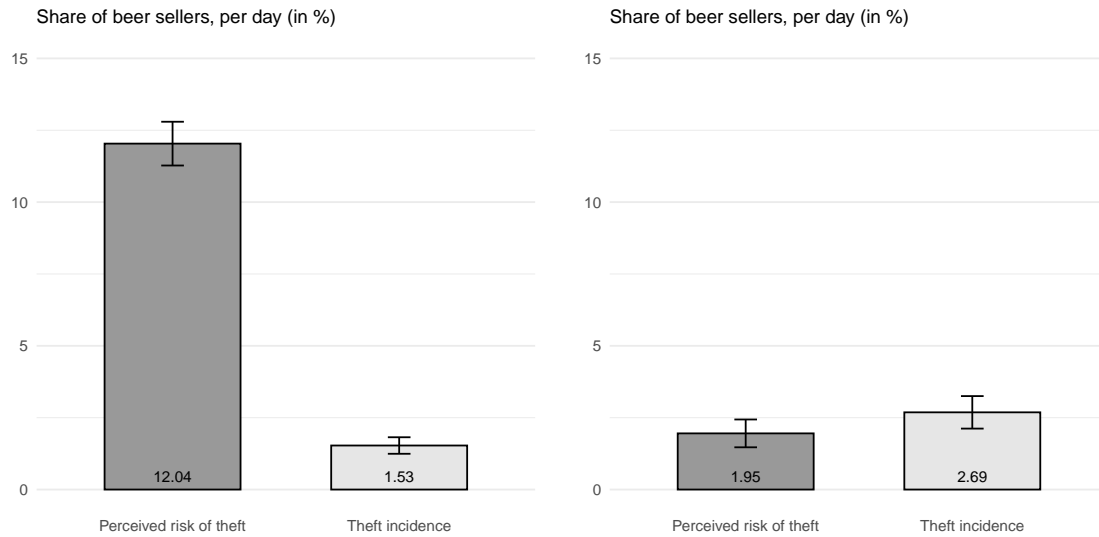 Share of beer sellers, per day (in %)
15
10
5
0
12.04
1.53
Perceived risk of theft
Theft incidence
Share of beer sellers, per day (in %)
15
10
5
0
1.95
2.69
Perceived risk of theft
Theft incidence